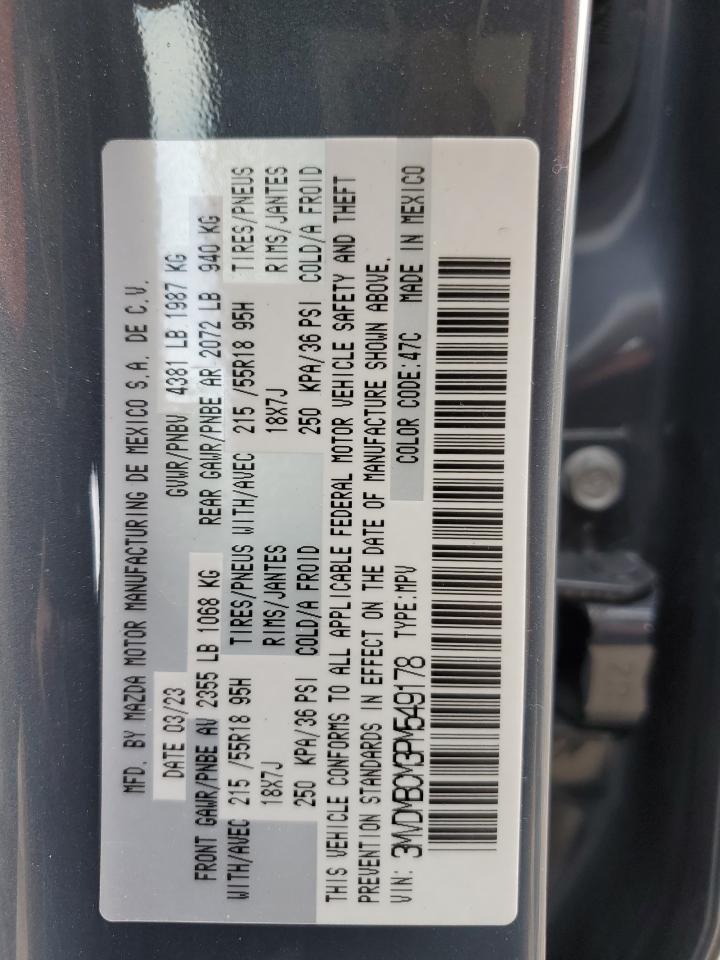 MFD. BY MAZDA MOTOR MANUFACTURING DE MEXICO S.A. DE C.V.
DATE 03/23 GVWR/PNBV 4381 LB 1987 KG
FRONT GAWR/PNBE AV 2355 LB 1068 KG REAR GAWR/PNBE AR 2072 LB 940 KG
WITH/AVEC 215 /55R18 95H TIRES/PNEUS WITH/AVEC 215 /55R18 95H TIRES/PNEUS
18X7J RIMS/JANTES 18X7J RIMS/JANTES
250 KPA/36 PSI COLD/A FROID 250 KPA/36 PSI COLD/A FROID
THIS VEHICLE CONFORMS TO ALL APPLICABLE FEDERAL MOTOR VEHICLE SAFETY AND THEFT
PREVENTION STANDARDS IN EFFECT ON THE DATE OF MANUFACTURE SHOWN ABOVE.
VIN: 3MVDMBCM3PM549178 TYPE:MPV COLOR CODE:47C MADE IN MEXICO